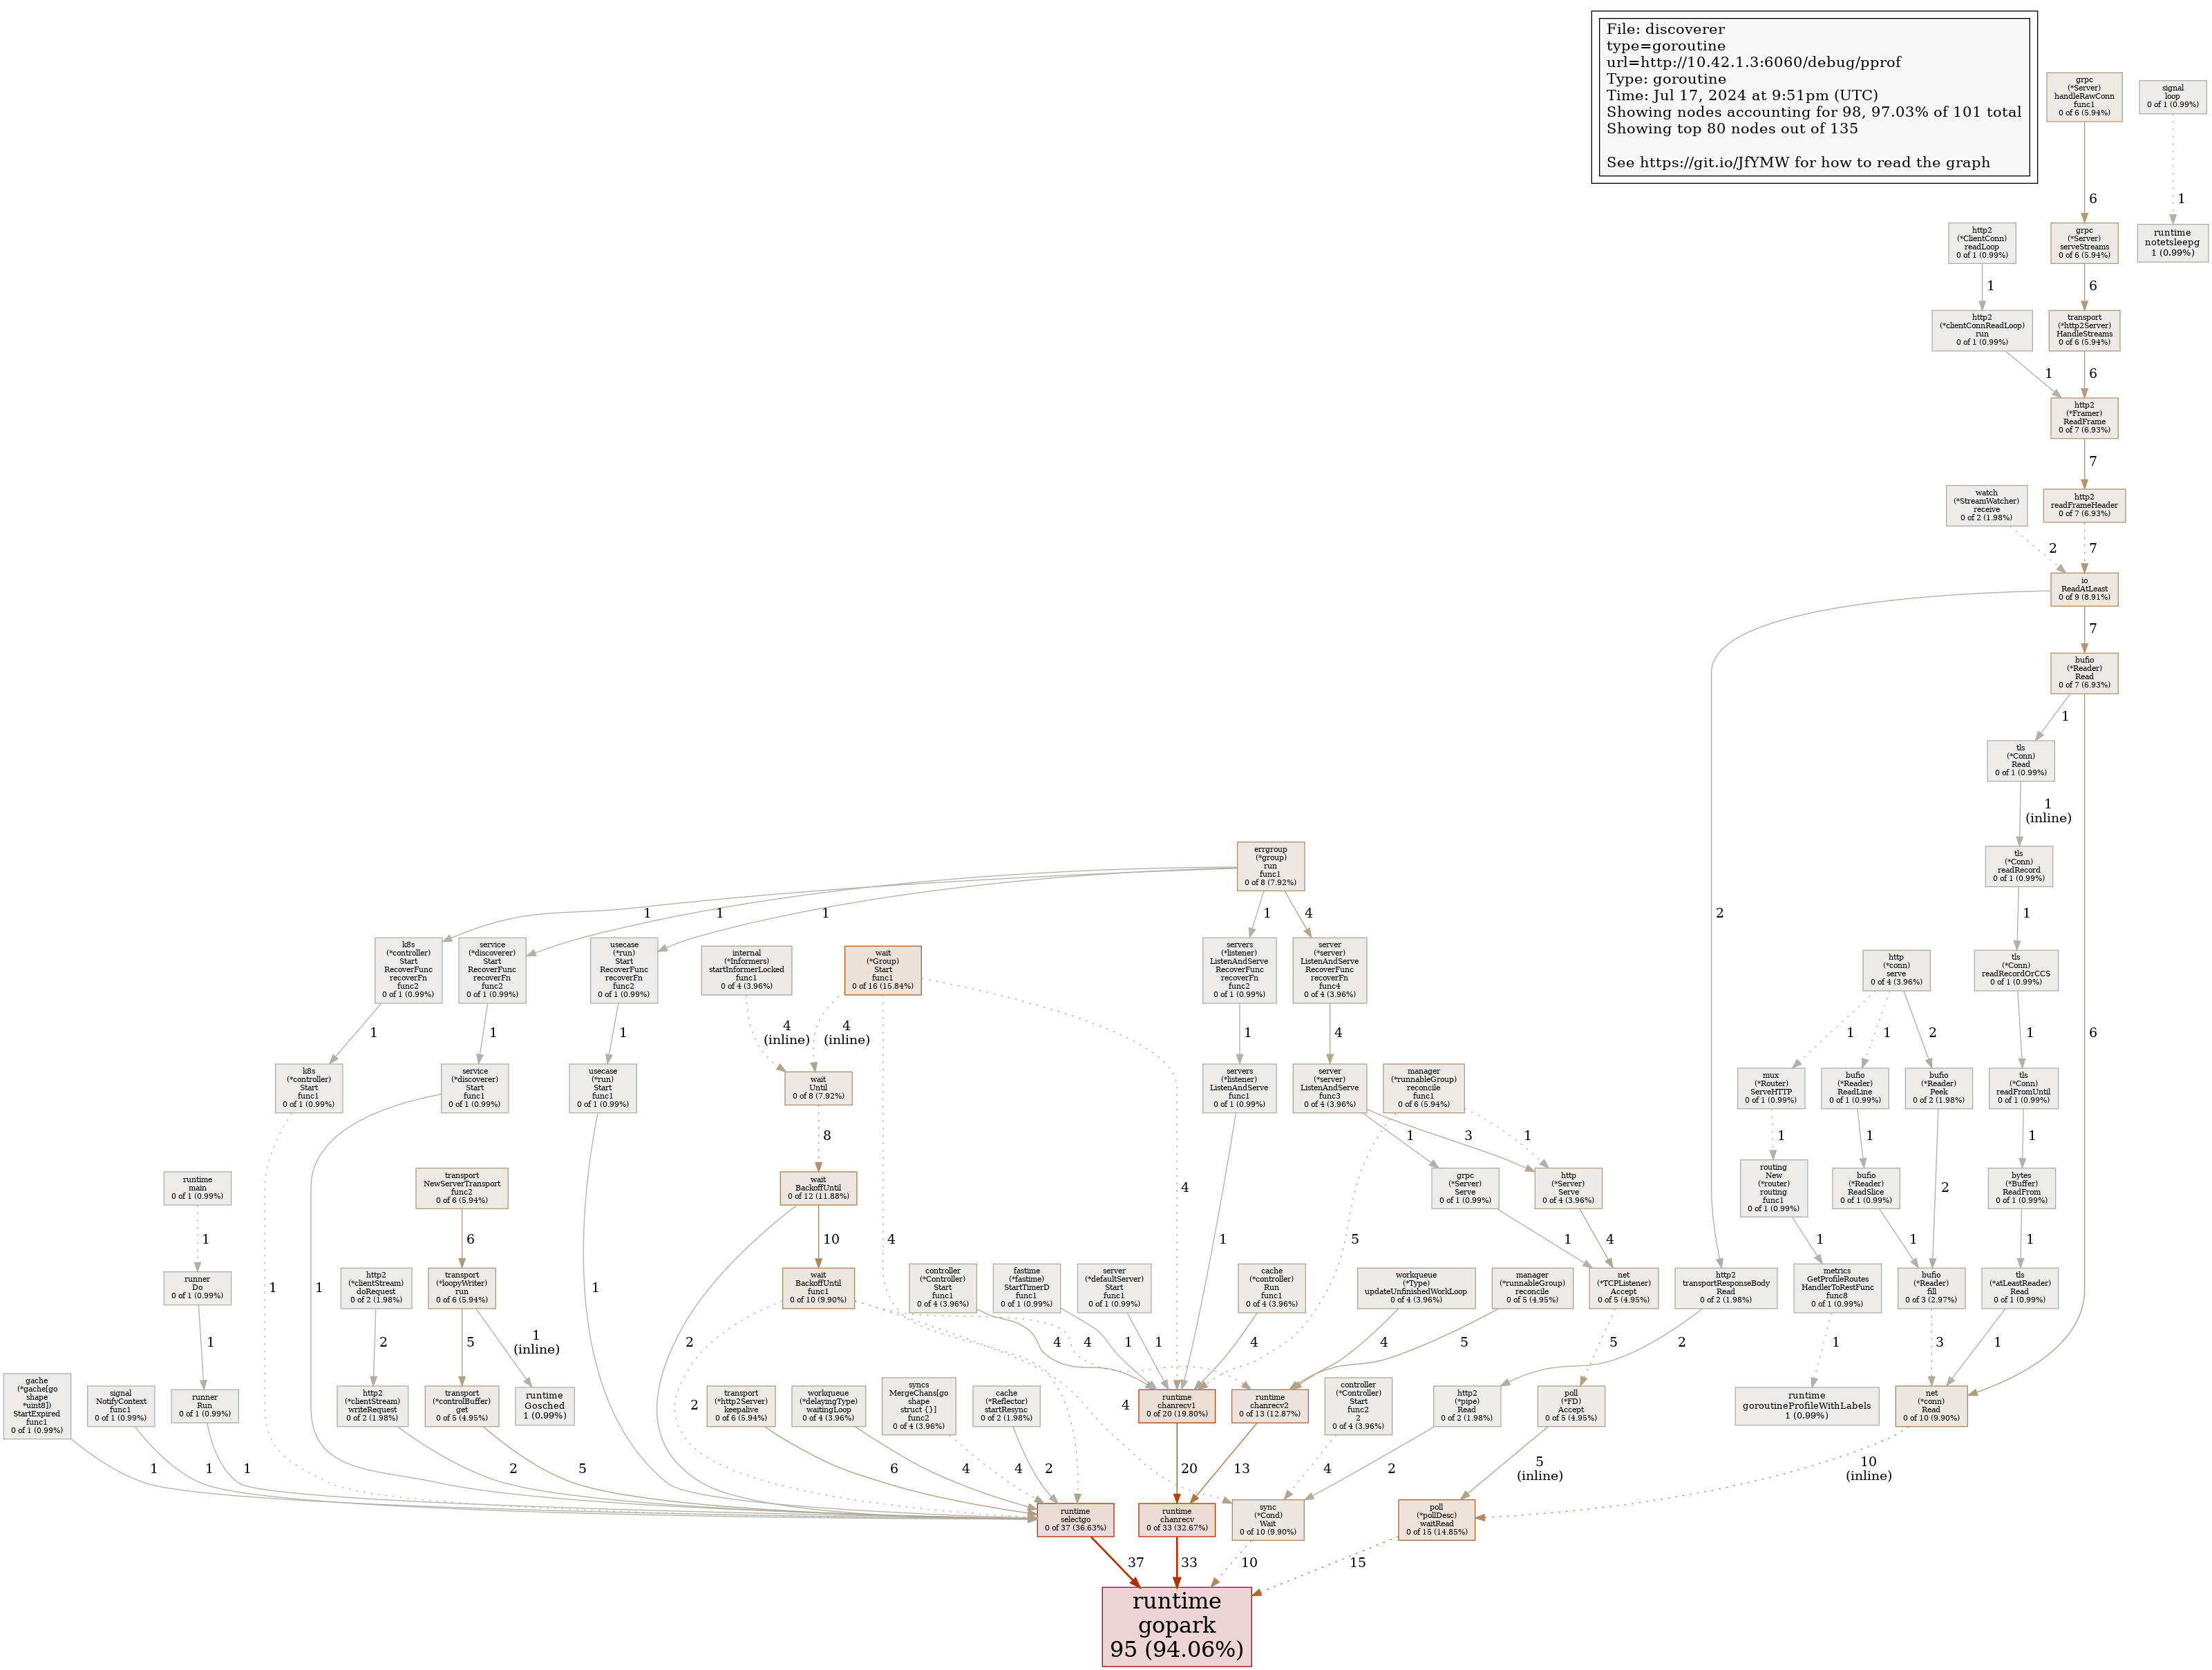 File: discoverer
type=goroutine
url=http://10.42.1.3:6060/debug/pprof
Type: goroutine
Time: Jul 17, 2024 at 9:51pm (UTC)
Showing nodes accounting for 98, 97.03% of 101 total
Showing top 80 nodes out of 135
See https://git.io/JfYMW for how to read the graph
grpc
(*Server)
handleRawConn
func1
0 of 6 (5.94%)
signal
loop
0 of 1 (0.99%)
6
1
http2
(*ClientConn)
readLoop
0 of 1 (0.99%)
grpc
(*Server)
serveStreams
0 of 6 (5.94%)
runtime
notetsleepg
1 (0.99%)
1
6
http2
(*clientConnReadLoop)
run
0 of 1 (0.99%)
transport
(*http2Server)
HandleStreams
0 of 6 (5.94%)
1
6
http2
(*Framer)
ReadFrame
0 of 7 (6.93%)
7
watch
(*StreamWatcher)
receive
0 of 2 (1.98%)
http2
readFrameHeader
0 of 7 (6.93%)
2
7
io
ReadAtLeast
0 of 9 (8.91%)
7
bufio
(*Reader)
Read
0 of 7 (6.93%)
1
tls
(*Conn)
Read
0 of 1 (0.99%)
1
(inline)
errgroup
(*group)
run
func1
0 of 8 (7.92%)
tls
(*Conn)
readRecord
0 of 1 (0.99%)
1
1
1
1
4
2
1
k8s
(*controller)
Start
RecoverFunc
recoverFn
func2
0 of 1 (0.99%)
service
(*discoverer)
Start
RecoverFunc
recoverFn
func2
0 of 1 (0.99%)
usecase
(*run)
Start
RecoverFunc
recoverFn
func2
0 of 1 (0.99%)
internal
(*Informers)
startInformerLocked
func1
0 of 4 (3.96%)
wait
(*Group)
Start
func1
0 of 16 (15.84%)
servers
(*listener)
ListenAndServe
RecoverFunc
recoverFn
func2
0 of 1 (0.99%)
server
(*server)
ListenAndServe
RecoverFunc
recoverFn
func4
0 of 4 (3.96%)
http
(*conn)
serve
0 of 4 (3.96%)
tls
(*Conn)
readRecordOrCCS
0 of 1 (0.99%)
1
1
1
4
(inline)
4
(inline)
1
4
1
1
2
1
6
k8s
(*controller)
Start
func1
0 of 1 (0.99%)
service
(*discoverer)
Start
func1
0 of 1 (0.99%)
usecase
(*run)
Start
func1
0 of 1 (0.99%)
wait
Until
0 of 8 (7.92%)
servers
(*listener)
ListenAndServe
func1
0 of 1 (0.99%)
server
(*server)
ListenAndServe
func3
0 of 4 (3.96%)
manager
(*runnableGroup)
reconcile
func1
0 of 6 (5.94%)
mux
(*Router)
ServeHTTP
0 of 1 (0.99%)
bufio
(*Reader)
ReadLine
0 of 1 (0.99%)
bufio
(*Reader)
Peek
0 of 2 (1.98%)
tls
(*Conn)
readFromUntil
0 of 1 (0.99%)
8
1
3
1
1
1
1
runtime
main
0 of 1 (0.99%)
transport
NewServerTransport
func2
0 of 6 (5.94%)
wait
BackoffUntil
0 of 12 (11.88%)
4
grpc
(*Server)
Serve
0 of 1 (0.99%)
http
(*Server)
Serve
0 of 4 (3.96%)
routing
New
(*router)
routing
func1
0 of 1 (0.99%)
bufio
(*Reader)
ReadSlice
0 of 1 (0.99%)
2
bytes
(*Buffer)
ReadFrom
0 of 1 (0.99%)
1
6
10
4
1
5
1
4
1
1
1
1
1
1
runner
Do
0 of 1 (0.99%)
http2
(*clientStream)
doRequest
0 of 2 (1.98%)
transport
(*loopyWriter)
run
0 of 6 (5.94%)
wait
BackoffUntil
func1
0 of 10 (9.90%)
controller
(*Controller)
Start
func1
0 of 4 (3.96%)
fastime
(*fastime)
StartTimerD
func1
0 of 1 (0.99%)
server
(*defaultServer)
Start
func1
0 of 1 (0.99%)
cache
(*controller)
Run
func1
0 of 4 (3.96%)
workqueue
(*Type)
updateUnfinishedWorkLoop
0 of 4 (3.96%)
manager
(*runnableGroup)
reconcile
0 of 5 (4.95%)
net
(*TCPListener)
Accept
0 of 5 (4.95%)
http2
transportResponseBody
Read
0 of 2 (1.98%)
metrics
GetProfileRoutes
HandlerToRestFunc
func8
0 of 1 (0.99%)
bufio
(*Reader)
fill
0 of 3 (2.97%)
tls
(*atLeastReader)
Read
0 of 1 (0.99%)
1
2
5
1
(inline)
2
4
4
1
1
4
4
5
5
2
1
3
1
gache
(*gache[go
shape
*uint8])
StartExpired
func1
0 of 1 (0.99%)
signal
NotifyContext
func1
0 of 1 (0.99%)
runner
Run
0 of 1 (0.99%)
http2
(*clientStream)
writeRequest
0 of 2 (1.98%)
transport
(*controlBuffer)
get
0 of 5 (4.95%)
runtime
Gosched
1 (0.99%)
2
transport
(*http2Server)
keepalive
0 of 6 (5.94%)
workqueue
(*delayingType)
waitingLoop
0 of 4 (3.96%)
syncs
MergeChans[go
shape
struct {}]
func2
0 of 4 (3.96%)
cache
(*Reflector)
startResync
0 of 2 (1.98%)
4
runtime
chanrecv1
0 of 20 (19.80%)
runtime
chanrecv2
0 of 13 (12.87%)
controller
(*Controller)
Start
func2
2
0 of 4 (3.96%)
http2
(*pipe)
Read
0 of 2 (1.98%)
poll
(*FD)
Accept
0 of 5 (4.95%)
runtime
goroutineProfileWithLabels
1 (0.99%)
net
(*conn)
Read
0 of 10 (9.90%)
1
1
1
2
5
6
4
4
2
20
13
4
2
5
(inline)
10
(inline)
runtime
selectgo
0 of 37 (36.63%)
runtime
chanrecv
0 of 33 (32.67%)
sync
(*Cond)
Wait
0 of 10 (9.90%)
poll
(*pollDesc)
waitRead
0 of 15 (14.85%)
37
33
10
15
runtime
gopark
95 (94.06%)